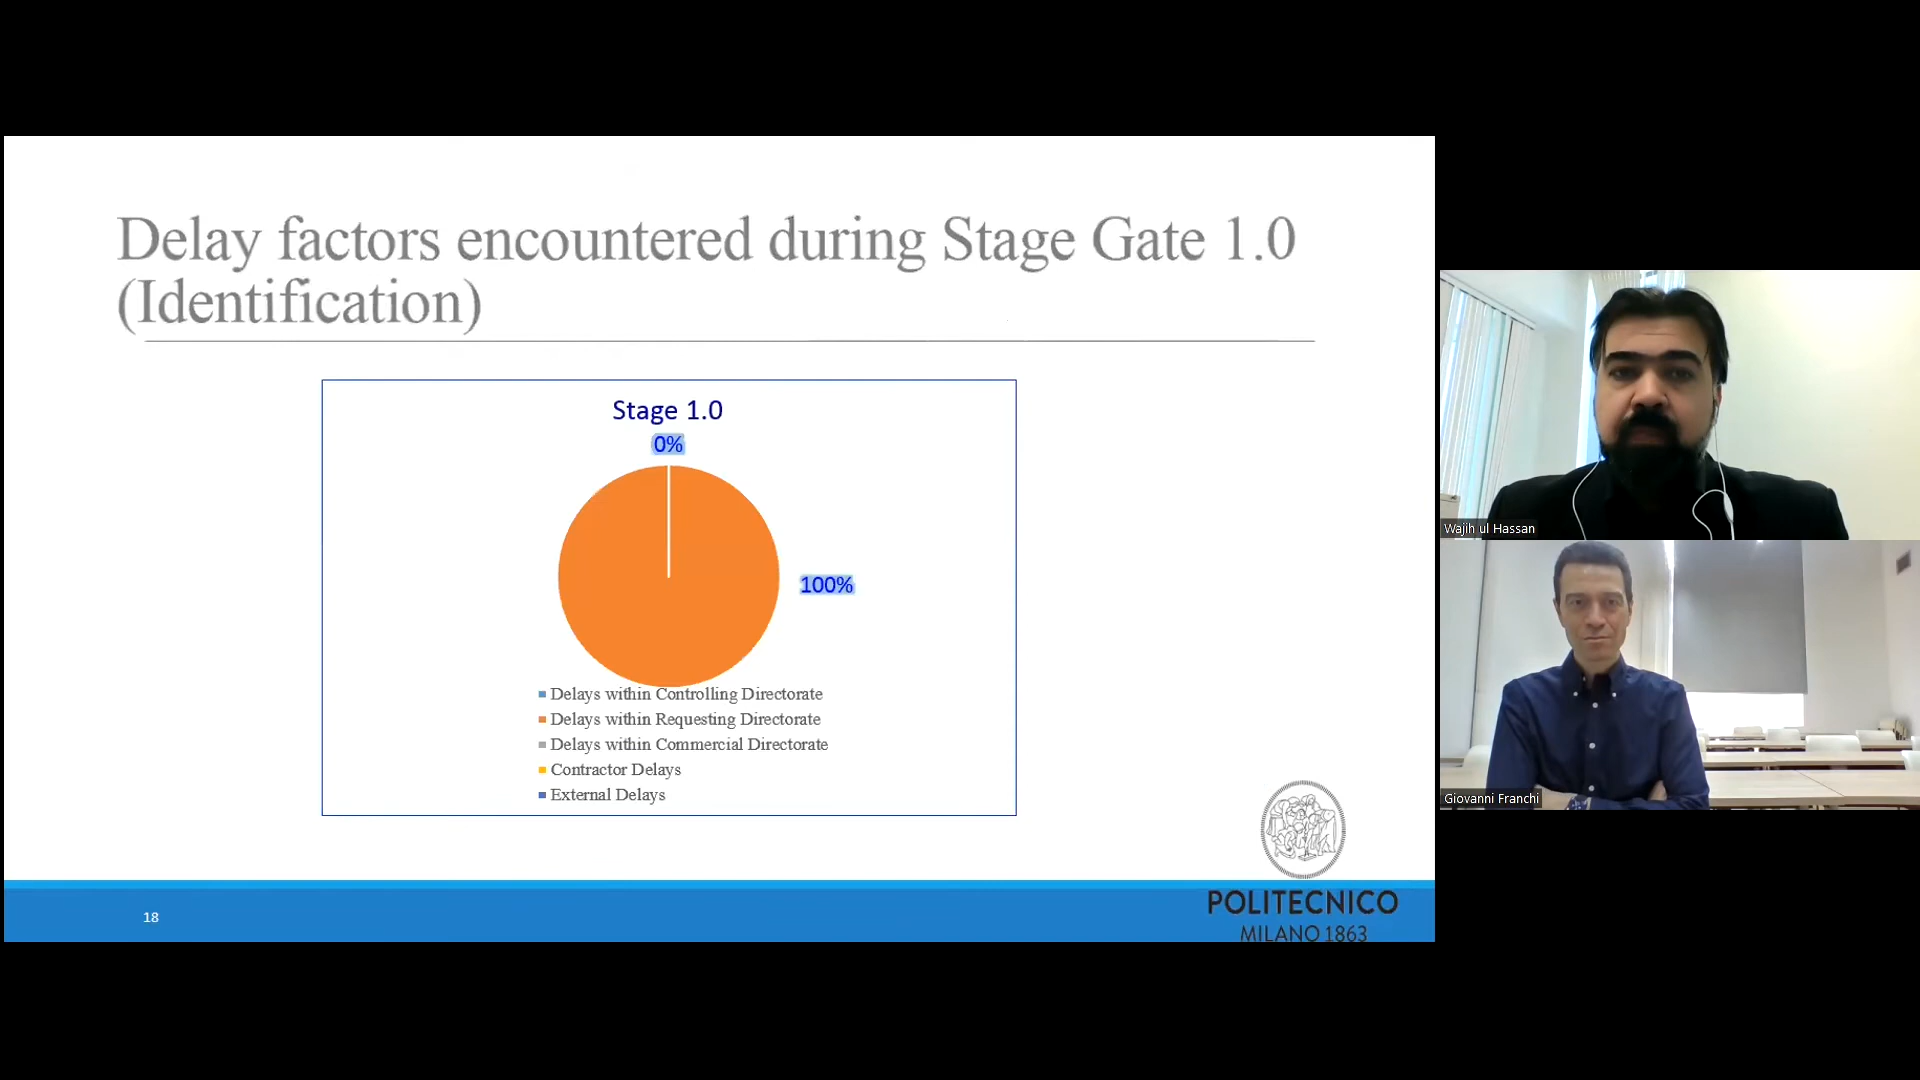 Delay factors encountered during Stage Gate 1.0
(Identification)
Stage 1.0
0%
100%
Delays within Controlling Directorate
Delays within Requesting Directorate
Delays within Commercial Directorate
Contractor Delays
External Delays
18
POLITECNICO
MILANO 1863
Wajih ul Hassan
Giovanni Franchi